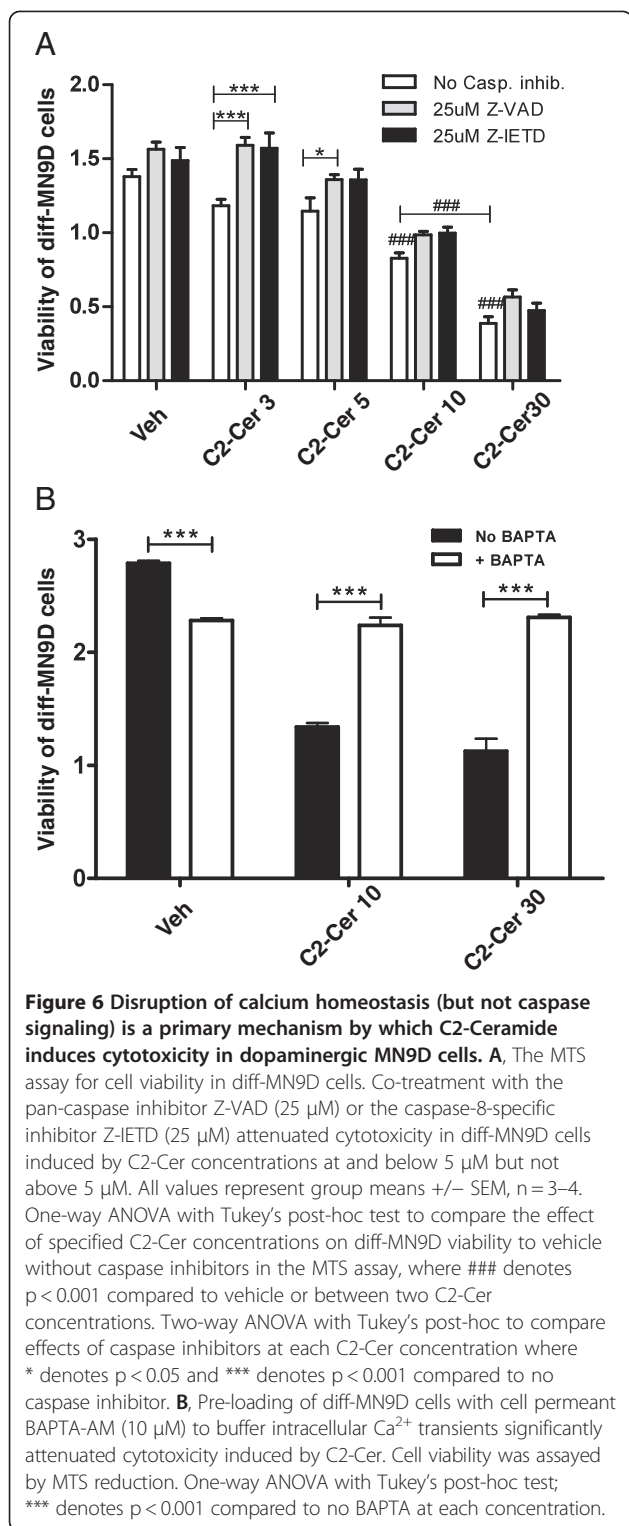 A
2.0
1.5
1.0
0.5
0.0
Viability of diff-MN9D cells
No Casp. inhib.
25uM Z-VAD
25uM Z-IETD
***
***
*
###
###
###
Veh
C2-Cer 3
C2-Cer 5
C2-Cer 10
C2-Cer30
B
3
2
1
0
Viability of diff-MN9D cells
No BAPTA
+ BAPTA
***
***
***
Veh
C2-Cer 10
C2-Cer 30
Figure 6 Disruption of calcium homeostasis (but not caspase
signaling) is a primary mechanism by which C2-Ceramide
induces cytotoxicity in dopaminergic MN9D cells. A, The MTS
assay for cell viability in diff-MN9D cells. Co-treatment with the
pan-caspase inhibitor Z-VAD (25 μM) or the caspase-8-specific
inhibitor Z-IETD (25 μM) attenuated cytotoxicity in diff-MN9D cells
induced by C2-Cer concentrations at and below 5 μM but not
above 5 μM. All values represent group means +/− SEM, n = 3–4.
One-way ANOVA with Tukey's post-hoc test to compare the effect
of specified C2-Cer concentrations on diff-MN9D viability to vehicle
without caspase inhibitors in the MTS assay, where ### denotes
p < 0.001 compared to vehicle or between two C2-Cer
concentrations. Two-way ANOVA with Tukey's post-hoc to compare
effects of caspase inhibitors at each C2-Cer concentration where
* denotes p < 0.05 and *** denotes p < 0.001 compared to no
caspase inhibitor. B, Pre-loading of diff-MN9D cells with cell permeant
BAPTA-AM (10 μM) to buffer intracellular Ca²⁺ transients significantly
attenuated cytotoxicity induced by C2-Cer. Cell viability was assayed
by MTS reduction. One-way ANOVA with Tukey's post-hoc test;
*** denotes p < 0.001 compared to no BAPTA at each concentration.